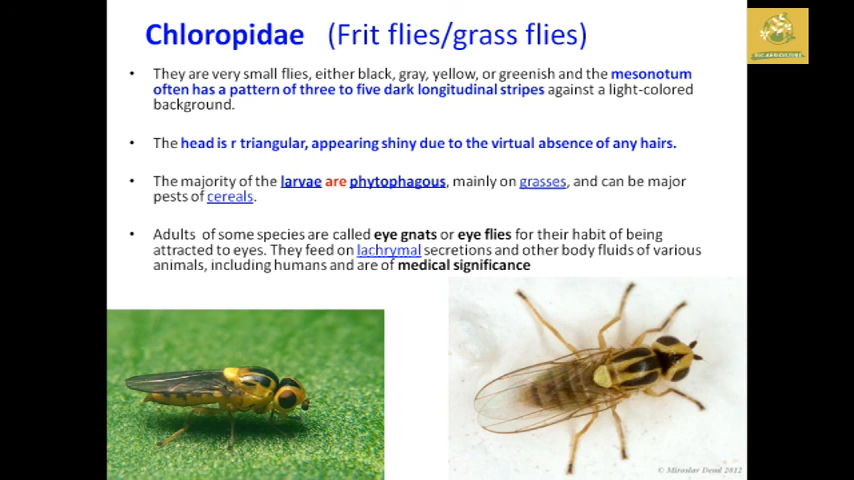 Chloropidae (Frit flies/grass flies)
• They are very small flies, either black, gray, yellow, or greenish and the mesonotum
often has a pattern of three to five dark longitudinal stripes against a light-colored
background.
• The head is r triangular, appearing shiny due to the virtual absence of any hairs.
• The majority of the larvae are phytophagous, mainly on grasses, and can be major
pests of cereals.
• Adults of some species are called eye gnats or eye flies for their habit of being
attracted to eyes. They feed on lachrymal secretions and other body fluids of various
animals, including humans and are of medical significance
© Miroslav Deml 2012